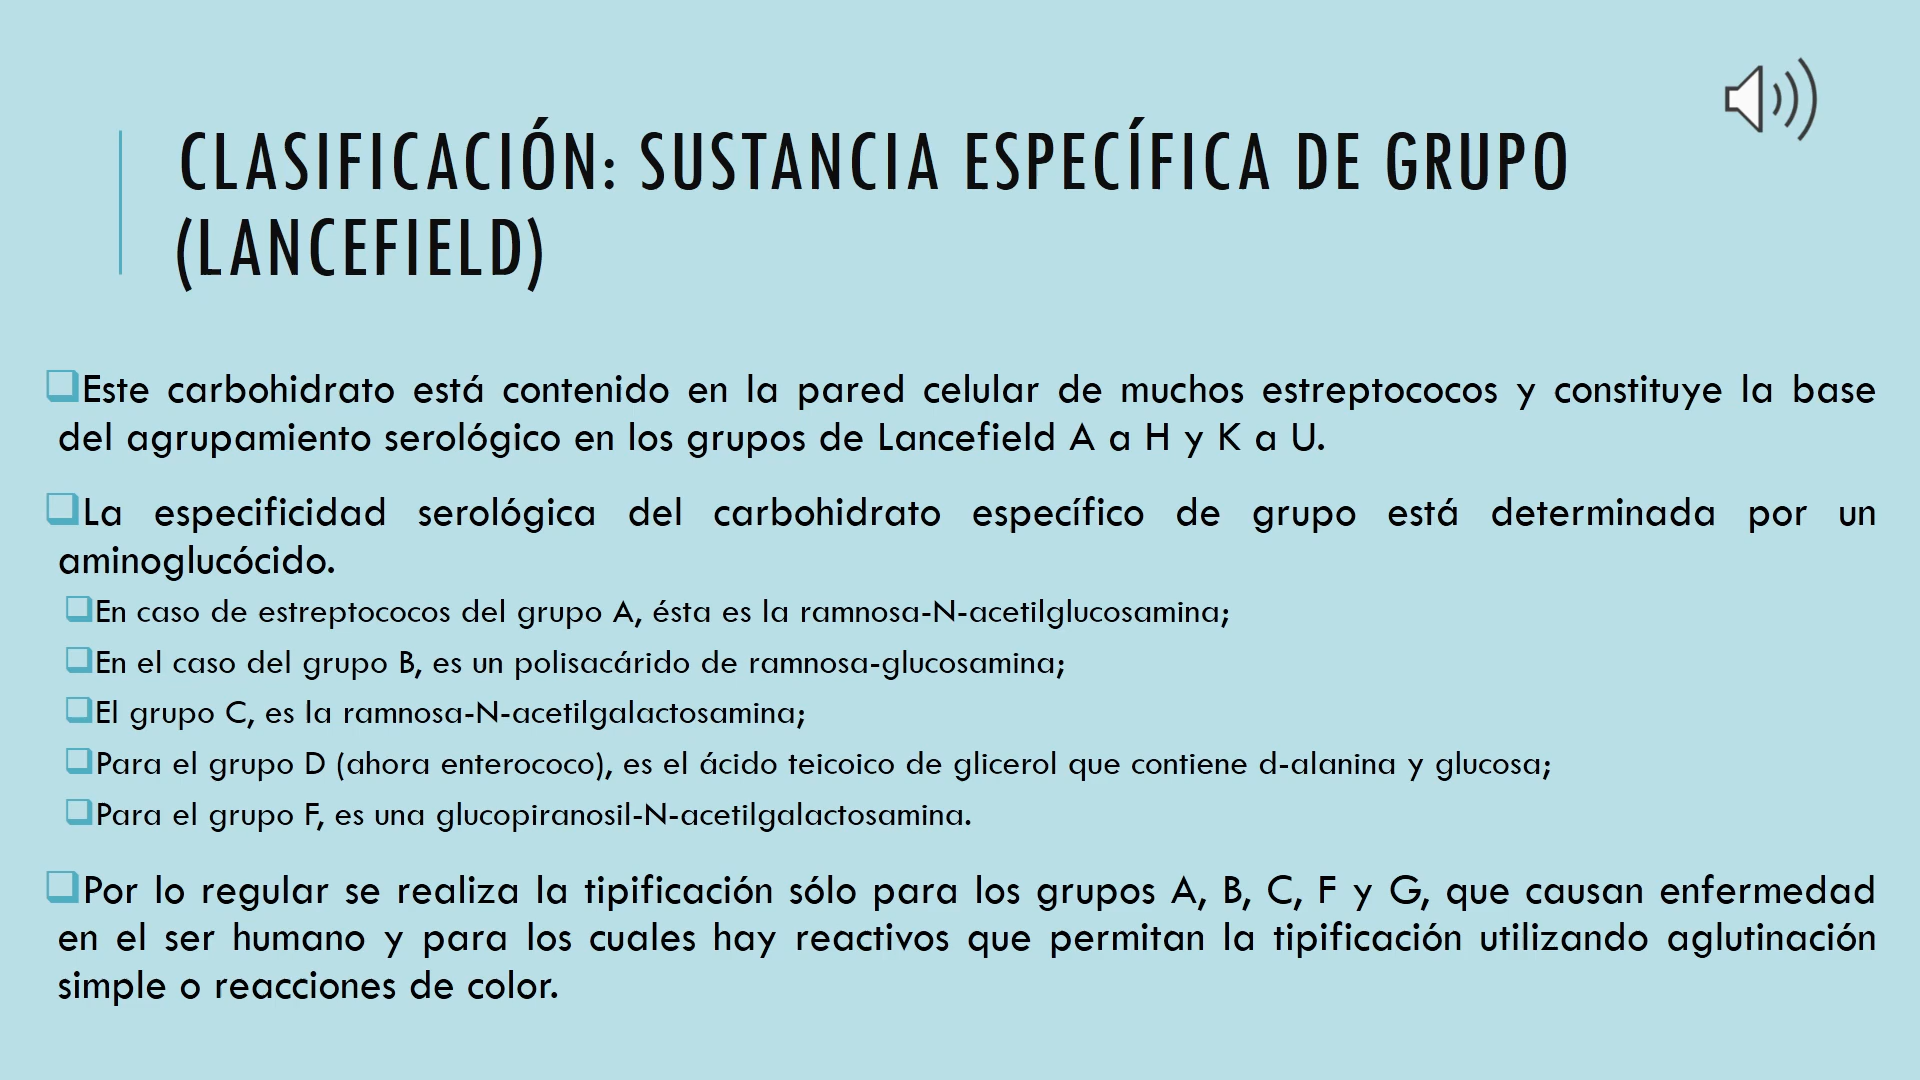 CLASIFICACIÓN: SUSTANCIA ESPECÍFICA DE GRUPO
(LANCEFIELD)
Este carbohidrato está contenido en la pared celular de muchos estreptococos y constituye la base
del agrupamiento serológico en los grupos de Lancefield A a H y K a U.
La especificidad serológica del carbohidrato específico de grupo está determinada por un
aminoglucócido.
En caso de estreptococos del grupo A, ésta es la ramnosa-N-acetilglucosamina;
En el caso del grupo B, es un polisacárido de ramnosa-glucosamina;
El grupo C, es la ramnosa-N-acetilgalactosamina;
Para el grupo D (ahora enterococo), es el ácido teicoico de glicerol que contiene d-alanina y glucosa;
Para el grupo F, es una glucopiranosil-N-acetilgalactosamina.
Por lo regular se realiza la tipificación sólo para los grupos A, B, C, F y G, que causan enfermedad
en el ser humano y para los cuales hay reactivos que permitan la tipificación utilizando aglutinación
simple o reacciones de color.